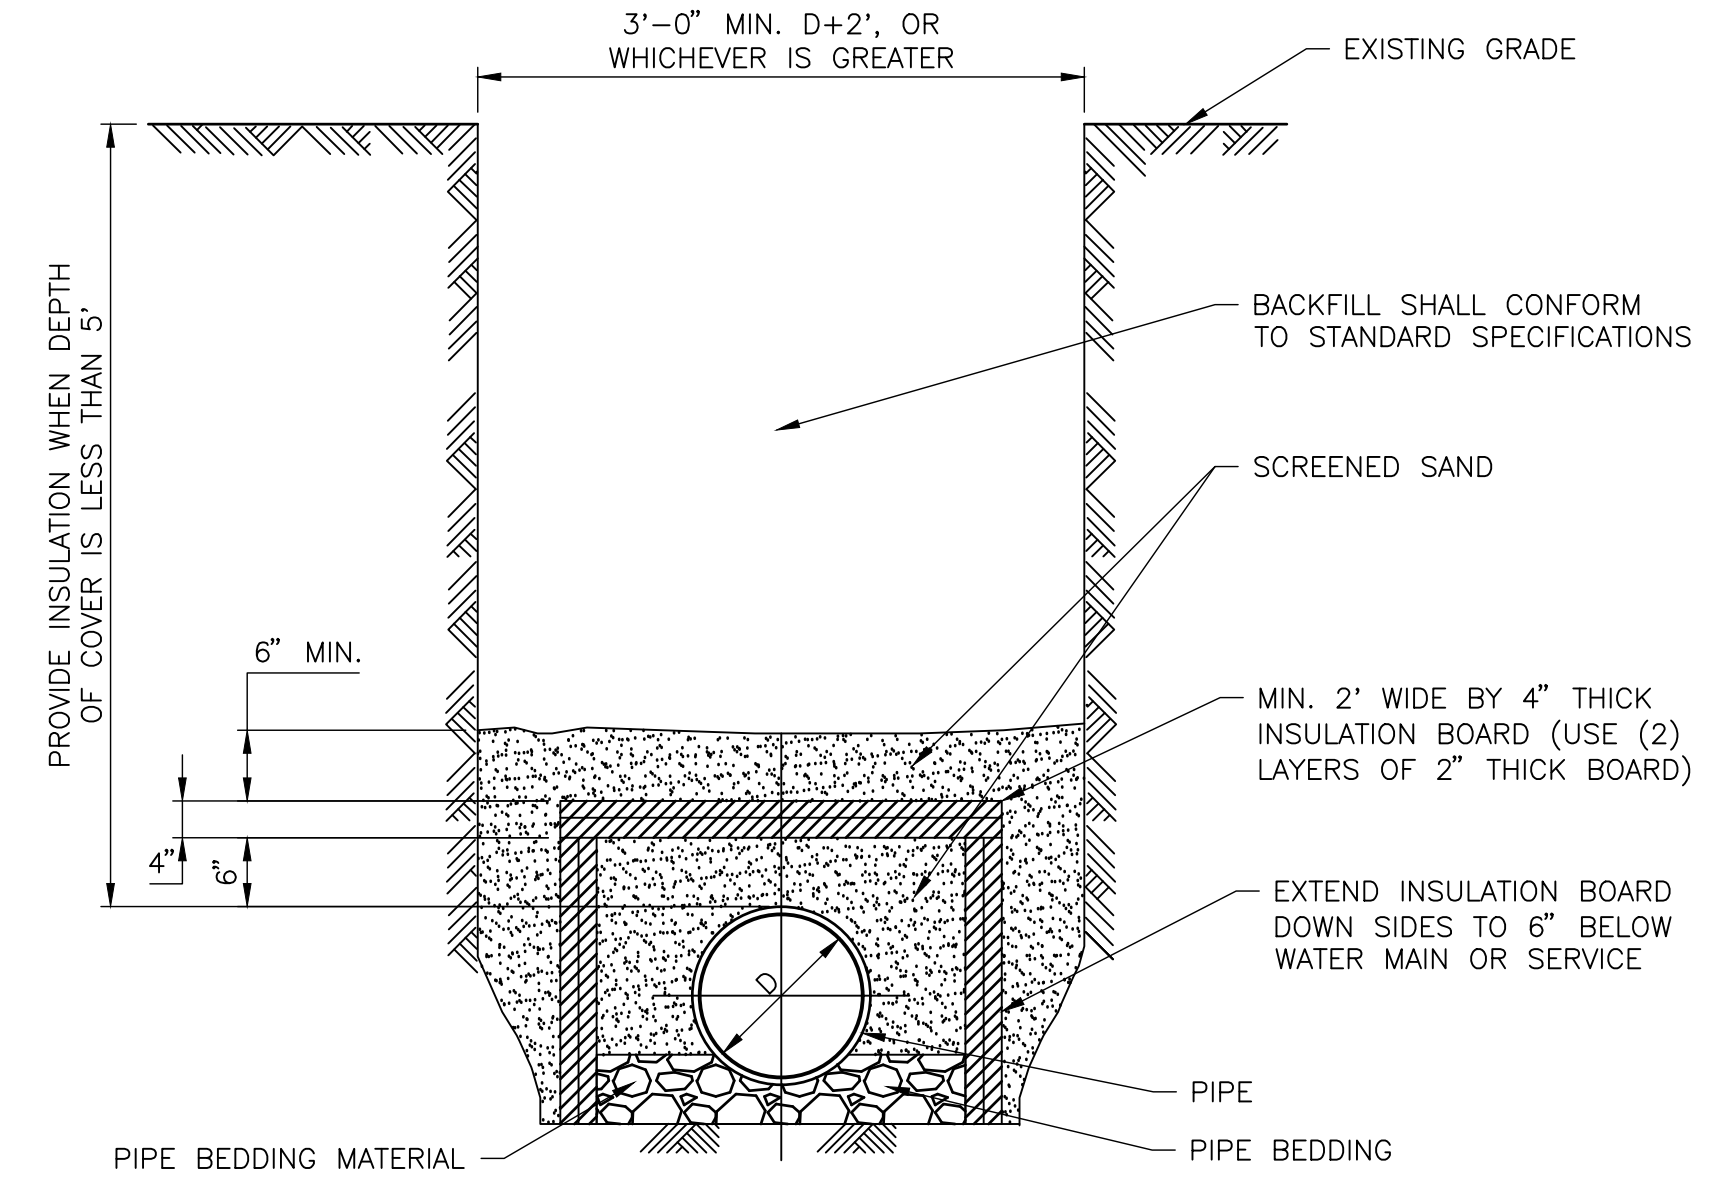 3'-0" MIN. D+2', OR
WHICHEVER IS GREATER
EXISTING GRADE
PROVIDE INSULATION WHEN DEPTH
OF COVER IS LESS THAN 5'
BACKFILL SHALL CONFORM
TO STANDARD SPECIFICATIONS
SCREENED SAND
6" MIN.
MIN. 2' WIDE BY 4" THICK
INSULATION BOARD (USE (2)
LAYERS OF 2" THICK BOARD)
4"
6"
EXTEND INSULATION BOARD
DOWN SIDES TO 6" BELOW
WATER MAIN OR SERVICE
D
PIPE
PIPE BEDDING
PIPE BEDDING MATERIAL